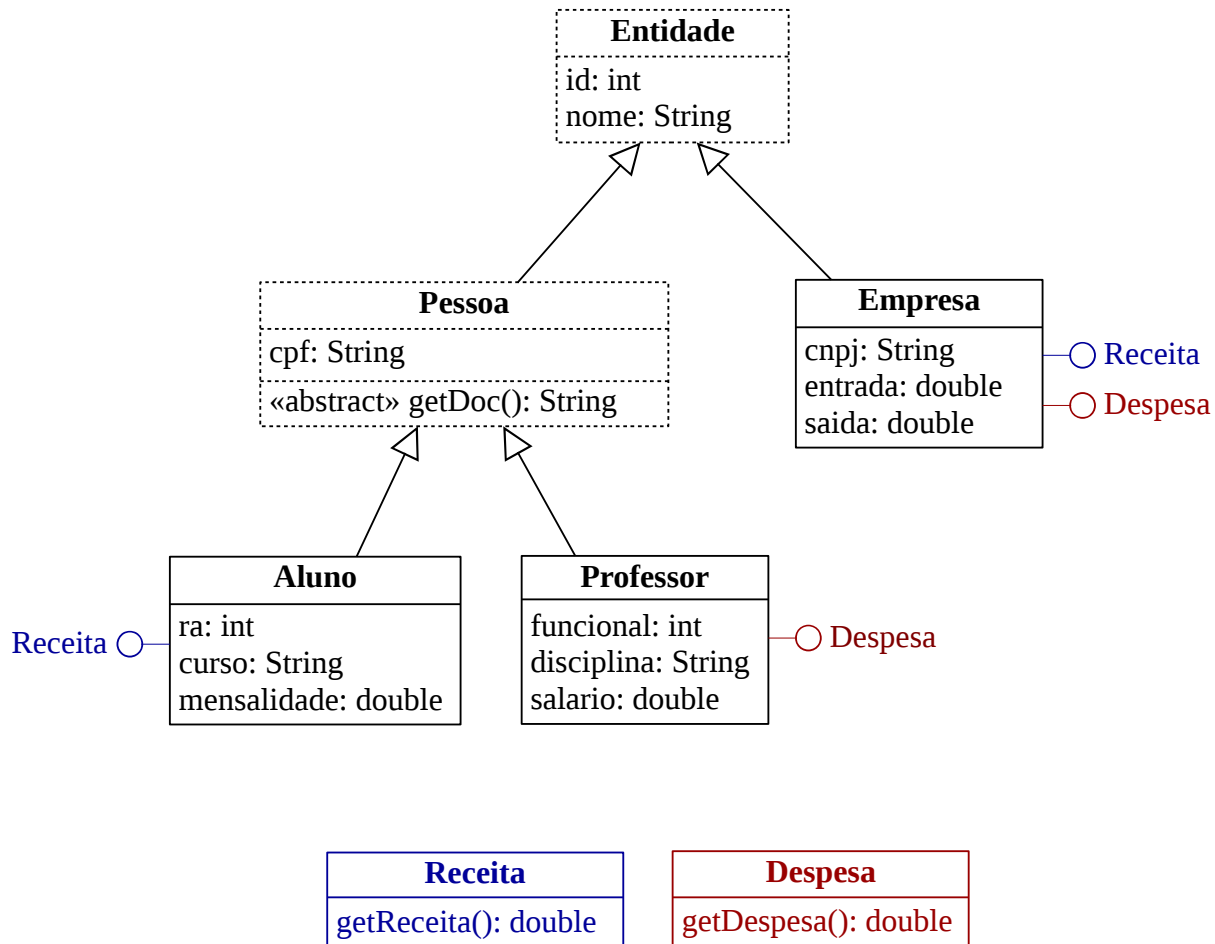 Entidade
id: int
nome: String
Pessoa
cpf: String
«abstract» getDoc(): String
Empresa
cnpj: String
entrada: double
saida: double
Receita
Despesa
Aluno
ra: int
curso: String
mensalidade: double
Receita
Professor
funcional: int
disciplina: String
salario: double
Despesa
Receita
getReceita(): double
Despesa
getDespesa(): double